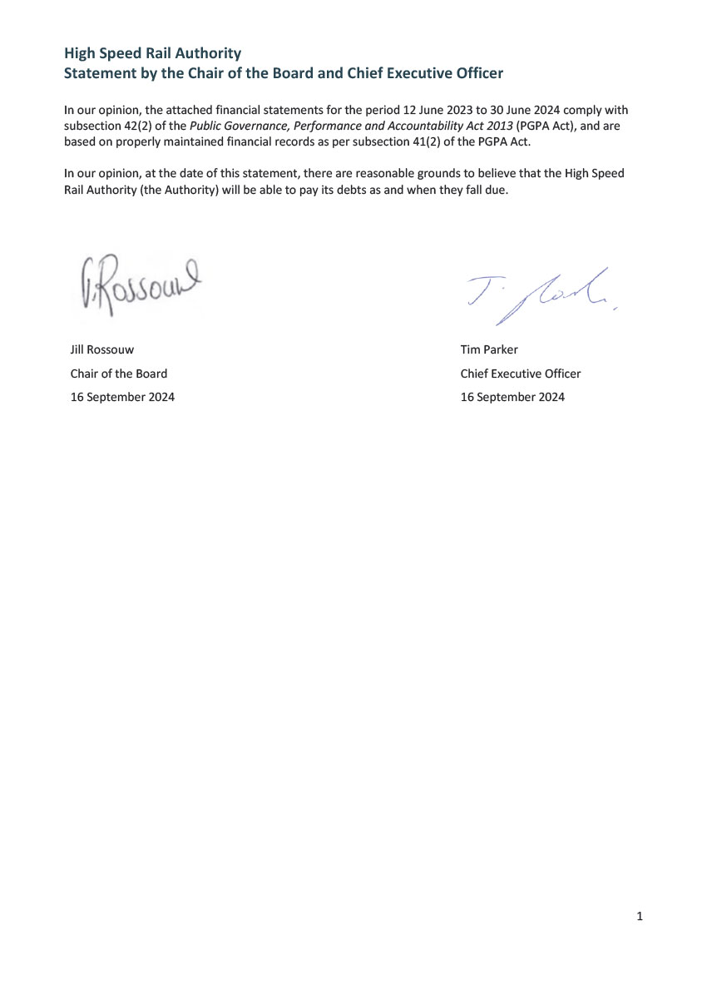 High Speed Rail Authority
Statement by the Chair of the Board and Chief Executive Officer
In our opinion, the attached financial statements for the period 12 June 2023 to 30 June 2024 comply with
subsection 42(2) of the Public Governance, Performance and Accountability Act 2013 (PGPA Act), and are
based on properly maintained financial records as per subsection 41(2) of the PGPA Act.
In our opinion, at the date of this statement, there are reasonable grounds to believe that the High Speed
Rail Authority (the Authority) will be able to pay its debts as and when they fall due.
J.Rossouw
T. Park.
Jill Rossouw
Tim Parker
Chair of the Board
Chief Executive Officer
16 September 2024
16 September 2024
1